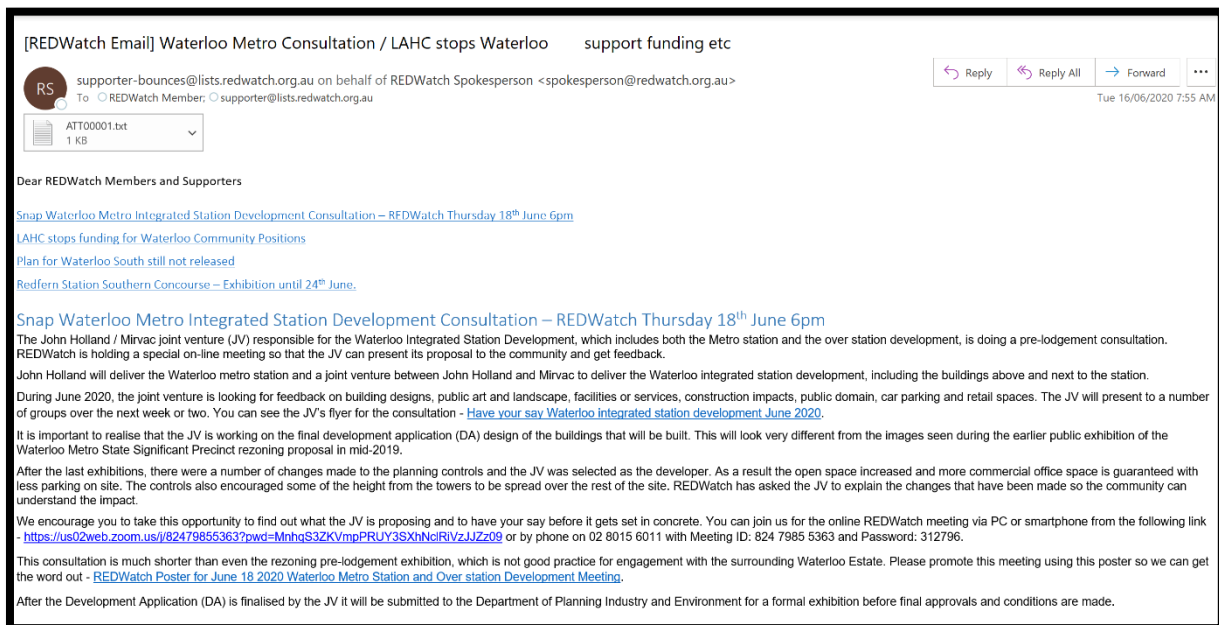 [REDWatch Email] Waterloo Metro Consultation / LAHC stops Waterloo support funding etc
RS
supporter-bounces@lists.redwatch.org.au on behalf of REDWatch Spokesperson <spokesperson@redwatch.org.au>
To REDWatch Member; supporter@lists.redwatch.org.au
Reply
Reply All
Forward
...
Tue 16/06/2020 7:55 AM
ATT00001.txt
1 KB
Dear REDWatch Members and Supporters
Snap Waterloo Metro Integrated Station Development Consultation – REDWatch Thursday 18th June 6pm
LAHC stops funding for Waterloo Community Positions
Plan for Waterloo South still not released
Redfern Station Southern Concourse – Exhibition until 24th June.
Snap Waterloo Metro Integrated Station Development Consultation – REDWatch Thursday 18th June 6pm
The John Holland / Mirvac joint venture (JV) responsible for the Waterloo Integrated Station Development, which includes both the Metro station and the over station development, is doing a pre-lodgement consultation.
REDWatch is holding a special on-line meeting so that the JV can present its proposal to the community and get feedback.
John Holland will deliver the Waterloo metro station and a joint venture between John Holland and Mirvac to deliver the Waterloo integrated station development, including the buildings above and next to the station.
During June 2020, the joint venture is looking for feedback on building designs, public art and landscape, facilities or services, construction impacts, public domain, car parking and retail spaces. The JV will present to a number
of groups over the next week or two. You can see the JV's flyer for the consultation - Have your say Waterloo integrated station development June 2020.
It is important to realise that the JV is working on the final development application (DA) design of the buildings that will be built. This will look very different from the images seen during the earlier public exhibition of the
Waterloo Metro State Significant Precinct rezoning proposal in mid-2019.
After the last exhibitions, there were a number of changes made to the planning controls and the JV was selected as the developer. As a result the open space increased and more commercial office space is guaranteed with
less parking on site. The controls also encouraged some of the height from the towers to be spread over the rest of the site. REDWatch has asked the JV to explain the changes that have been made so the community can
understand the impact.
We encourage you to take this opportunity to find out what the JV is proposing and to have your say before it gets set in concrete. You can join us for the online REDWatch meeting via PC or smartphone from the following link
- https://us02web.zoom.us/j/82479855363?pwd=MnhqS3ZKVmpPRUY3SXhNclRiVzJJZz09 or by phone on 02 8015 6011 with Meeting ID: 824 7985 5363 and Password: 312796.
This consultation is much shorter than even the rezoning pre-lodgement exhibition, which is not good practice for engagement with the surrounding Waterloo Estate. Please promote this meeting using this poster so we can get
the word out - REDWatch Poster for June 18 2020 Waterloo Metro Station and Over station Development Meeting.
After the Development Application (DA) is finalised by the JV it will be submitted to the Department of Planning Industry and Environment for a formal exhibition before final approvals and conditions are made.